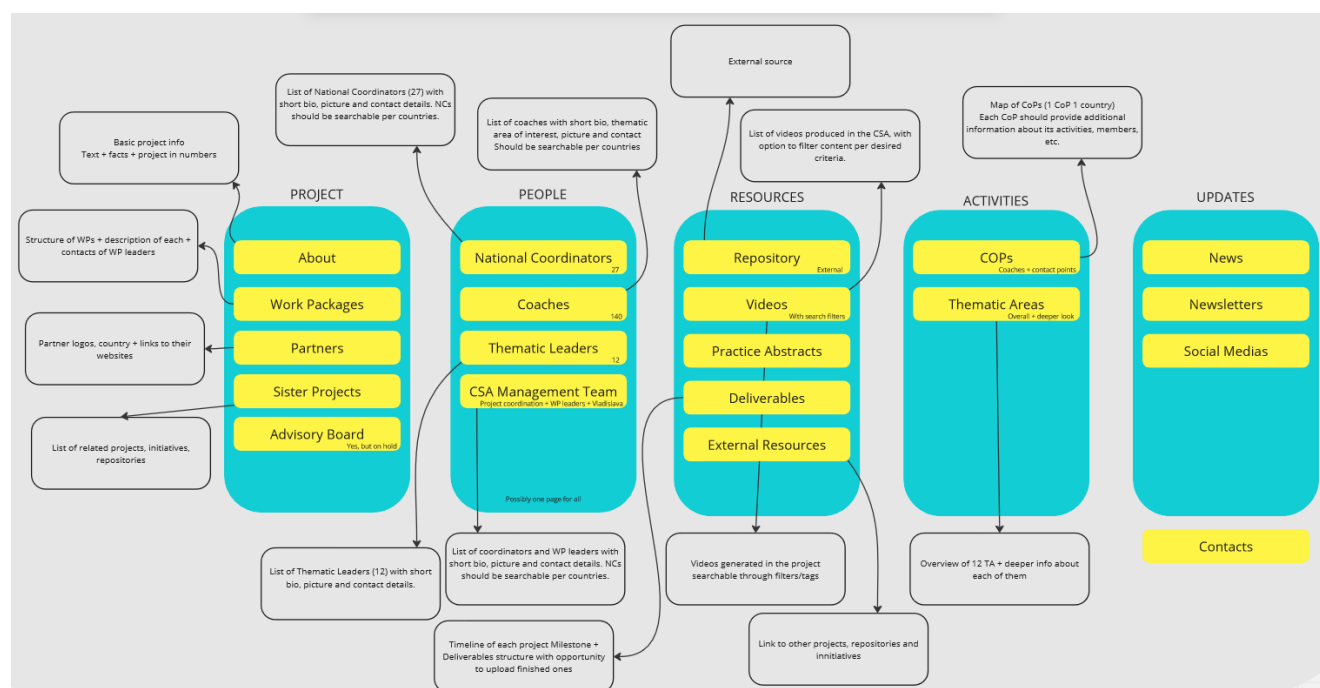 External source
List of National Coordinators (27) with
short bio, picture and contact details. NCs
should be searchable per countries.
List of coaches with short bio, thematic
area of interest, picture and contact
Should be searchable per countries
Map of CoPs (1 CoP 1 country)
Each CoP should provide additional
information about its activities, members,
etc.
Basic project info
Text + facts + project in numbers
List of videos produced in the CSA, with
option to filter content per desired
criteria.
PROJECT
About
Work Packages
Partners
Sister Projects
Advisory Board
Yes, but on hold
Structure of WPs + description of each +
contacts of WP leaders
Partner logos, country + links to their
websites
List of related projects, initiatives,
repositories
PEOPLE
National Coordinators
27
Coaches
140
Thematic Leaders
12
CSA Management Team
Project coordination + WP leaders + Vladislava
Possibly one page for all
RESOURCES
Repository
External
Videos
With search filters
Practice Abstracts
Deliverables
External Resources
ACTIVITIES
COPs
Coaches + contact points
Thematic Areas
Overall + deeper look
UPDATES
News
Newsletters
Social Medias
Contacts
List of Thematic Leaders (12) with short
bio, picture and contact details.
List of coordinators and WP leaders with
short bio, picture and contact details. NCs
should be searchable per countries.
Videos generated in the project
searchable through filters/tags
Overview of 12 TA + deeper info about
each of them
Timeline of each project Milestone +
Deliverables structure with opportunity
to upload finished ones
Link to other projects, repositories and
innitiatives